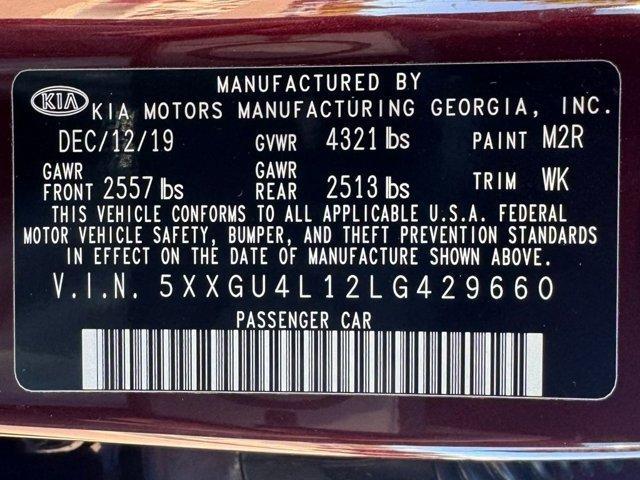 MANUFACTURED BY
KIA KIA MOTORS MANUFACTURING GEORGIA, INC.
DEC/12/19 GVWR 4321 lbs PAINT M2R
GAWR FRONT 2557 lbs GAWR REAR 2513 lbs TRIM WK
THIS VEHICLE CONFORMS TO ALL APPLICABLE U.S.A. FEDERAL
MOTOR VEHICLE SAFETY, BUMPER, AND THEFT PREVENTION STANDARDS
IN EFFECT ON THE DATE OF MANUFACTURE SHOWN ABOVE.
V.I.N. 5XXGU4L12LG429660
PASSENGER CAR